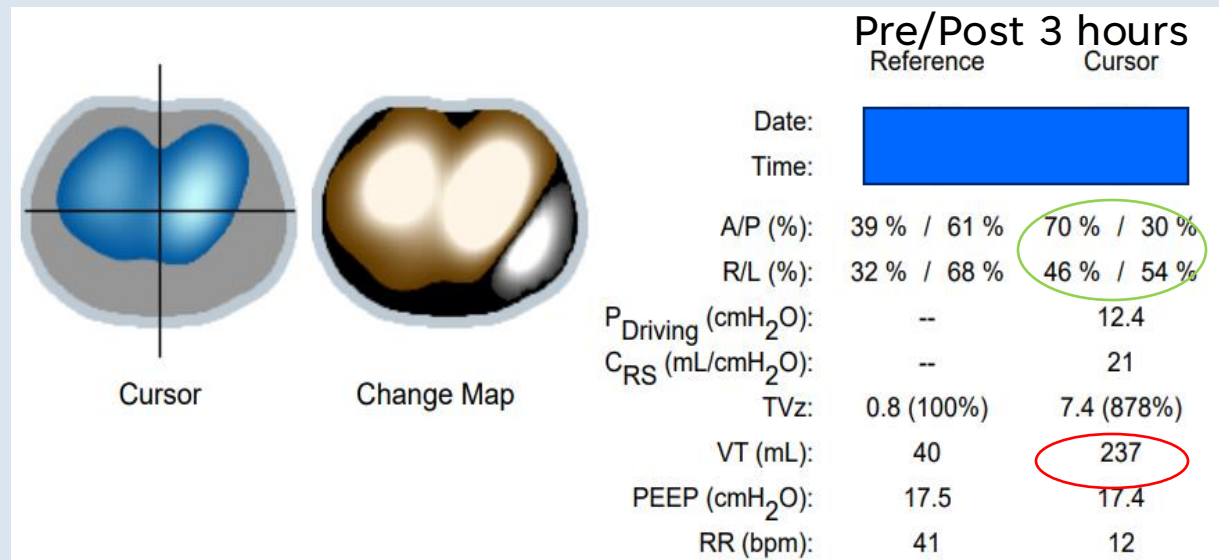 Pre/Post 3 hours
Reference Cursor
Date:
Time:
A/P (%): 39 % / 61 % 70 % / 30 %
R/L (%): 32 % / 68 % 46 % / 54 %
PDriving (cmH2O): -- 12.4
CRS (mL/cmH2O): -- 21
TVz: 0.8 (100%) 7.4 (878%)
VT (mL): 40 237
PEEP (cmH2O): 17.5 17.4
RR (bpm): 41 12
Cursor Change Map